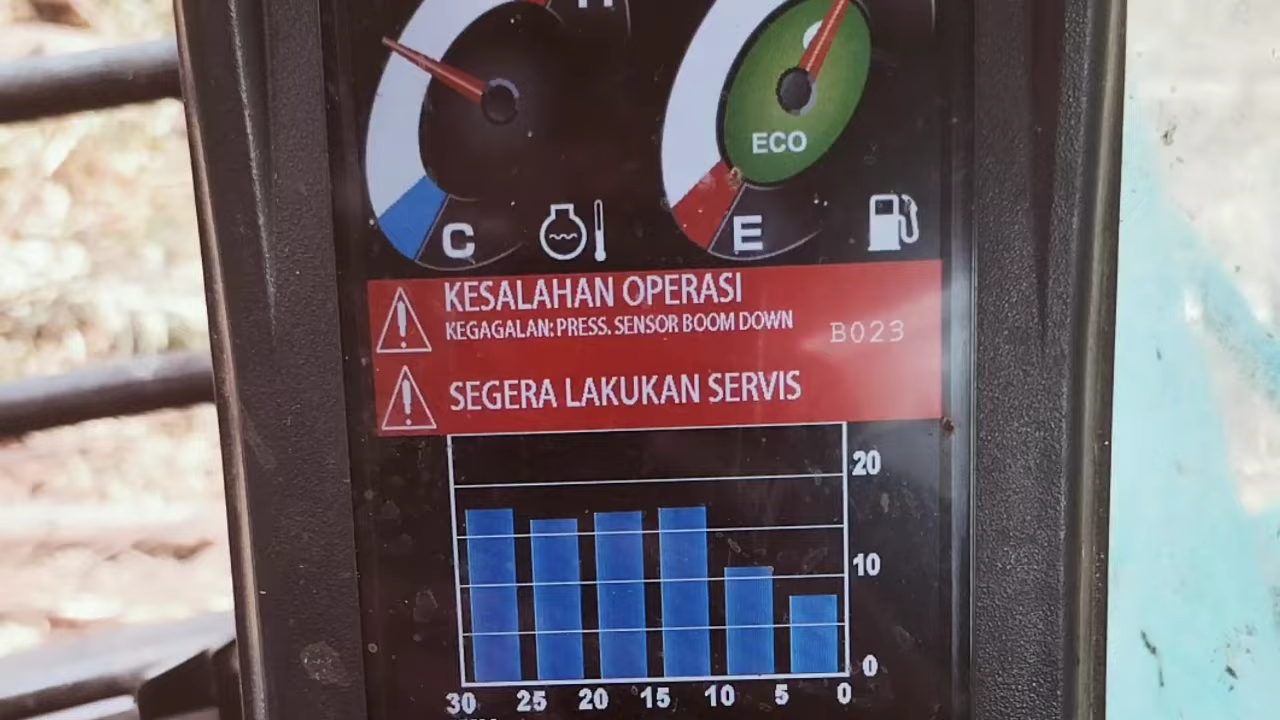 C
E
ECO
KESALAHAN OPERASI
KEGAGALAN: PRESS. SENSOR BOOM DOWN
B023
SEGERA LAKUKAN SERVIS
20
10
0
30 25 20 15 10 5 0